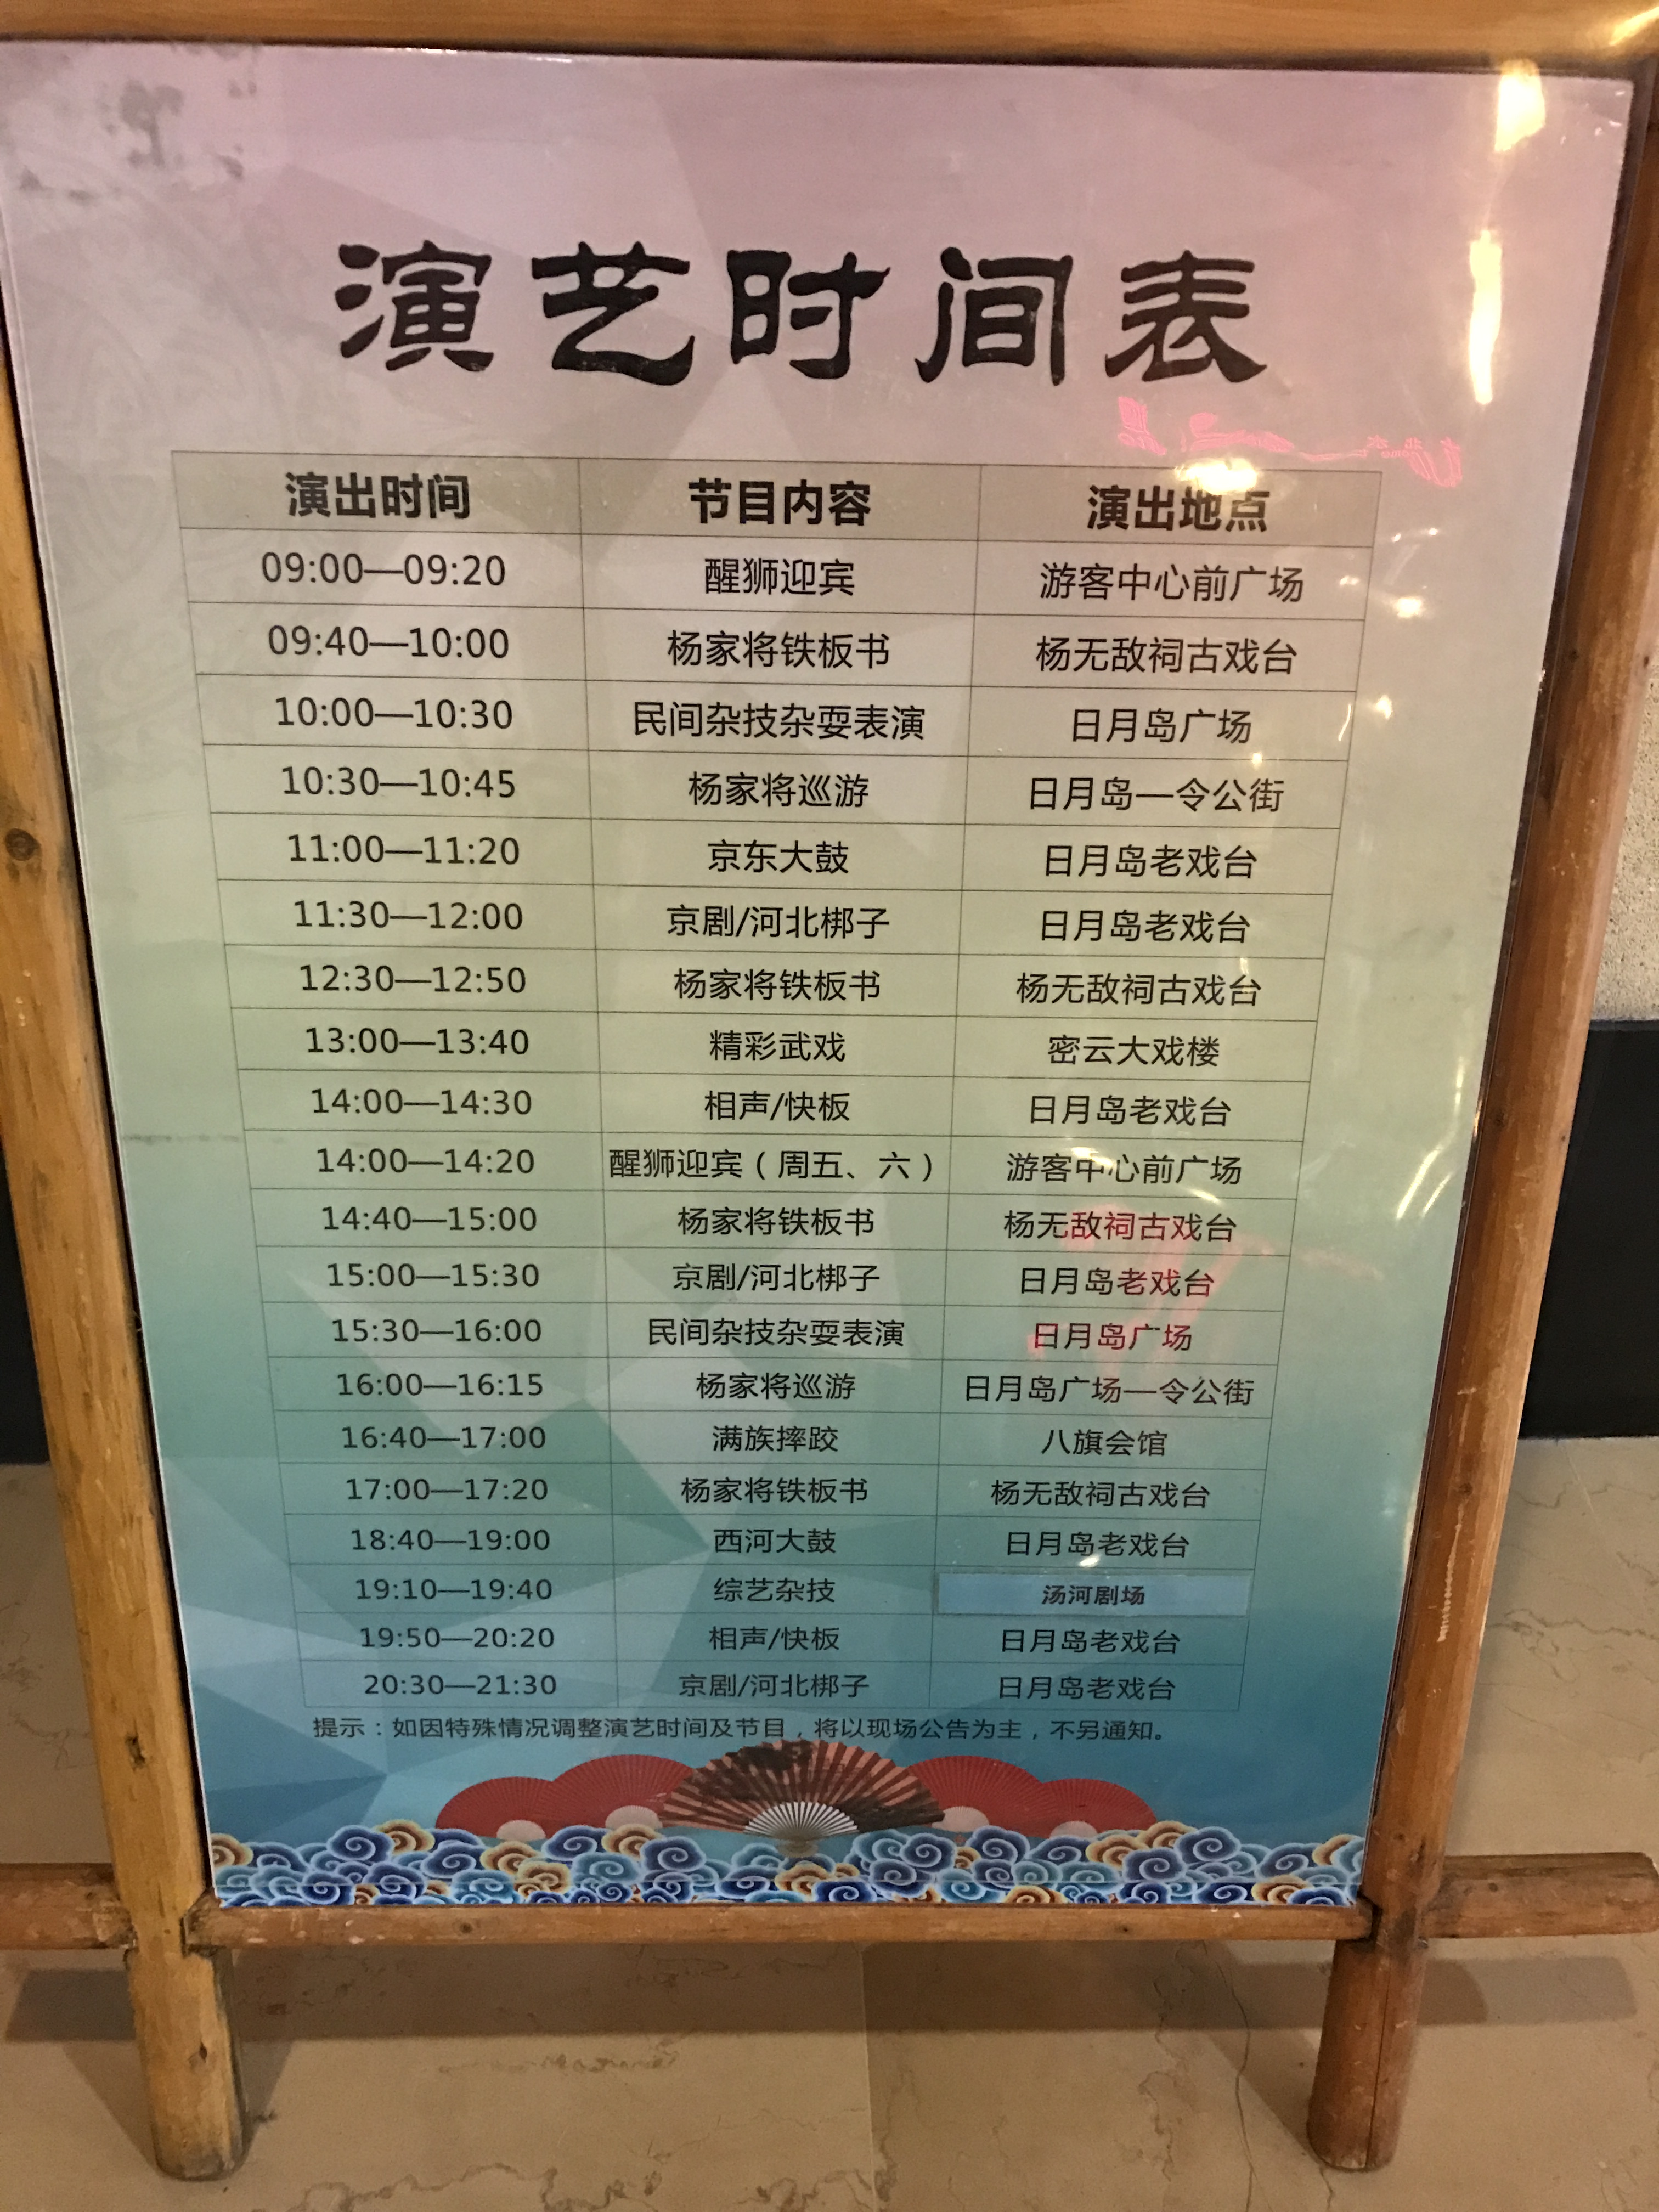 演艺时间表
演出时间 节目内容 演出地点
09:00—09:20 醒狮迎宾 游客中心前广场
09:40—10:00 杨家将铁板书 杨无敌祠古戏台
10:00—10:30 民间杂技杂耍表演 日月岛广场
10:30—10:45 杨家将巡游 日月岛—令公街
11:00—11:20 京东大鼓 日月岛老戏台
11:30—12:00 京剧/河北梆子 日月岛老戏台
12:30—12:50 杨家将铁板书 杨无敌祠古戏台
13:00—13:40 精彩武戏 密云大戏楼
14:00—14:30 相声/快板 日月岛老戏台
14:00—14:20 醒狮迎宾（周五、六） 游客中心前广场
14:40—15:00 杨家将铁板书 杨无敌祠古戏台
15:00—15:30 京剧/河北梆子 日月岛老戏台
15:30—16:00 民间杂技杂耍表演 日月岛广场
16:00—16:15 杨家将巡游 日月岛广场—令公街
16:40—17:00 满族摔跤 八旗会馆
17:00—17:20 杨家将铁板书 杨无敌祠古戏台
18:40—19:00 西河大鼓 日月岛老戏台
19:10—19:40 综艺杂技 汤河剧场
19:50—20:20 相声/快板 日月岛老戏台
20:30—21:30 京剧/河北梆子 日月岛老戏台
提示：如因特殊情况调整演艺时间及节目，将以现场公告为主，不另通知。